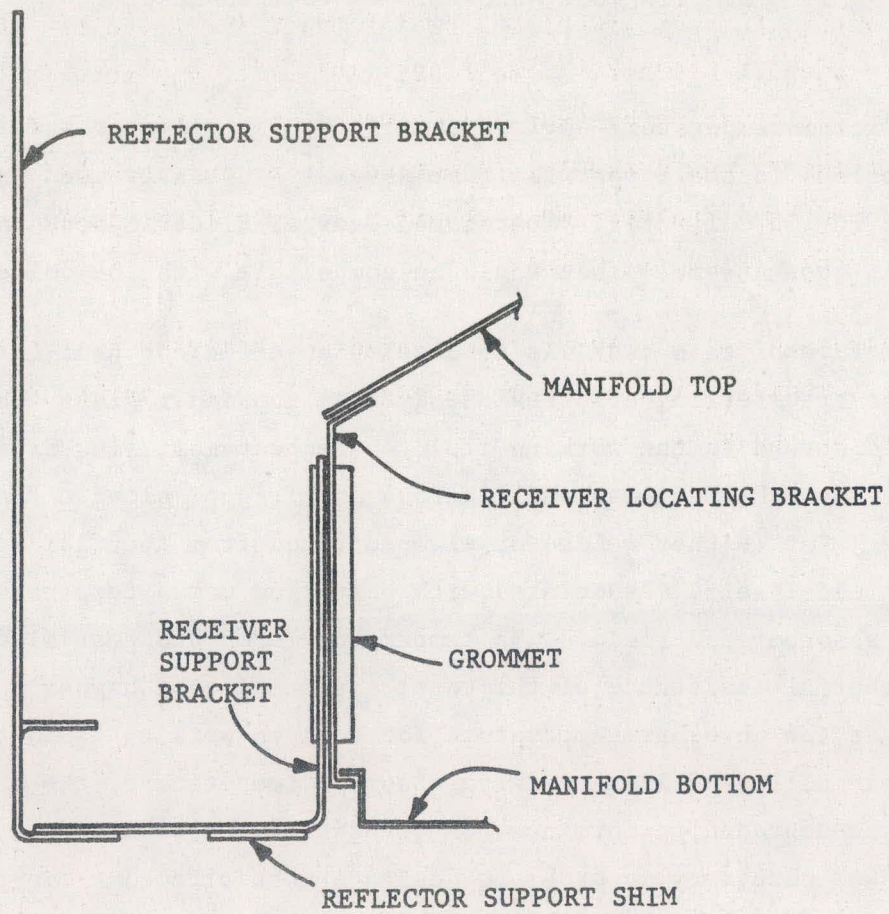 REFLECTOR SUPPORT BRACKET
MANIFOLD TOP
RECEIVER LOCATING BRACKET
RECEIVER
SUPPORT
BRACKET
GROMMET
MANIFOLD BOTTOM
REFLECTOR SUPPORT SHIM